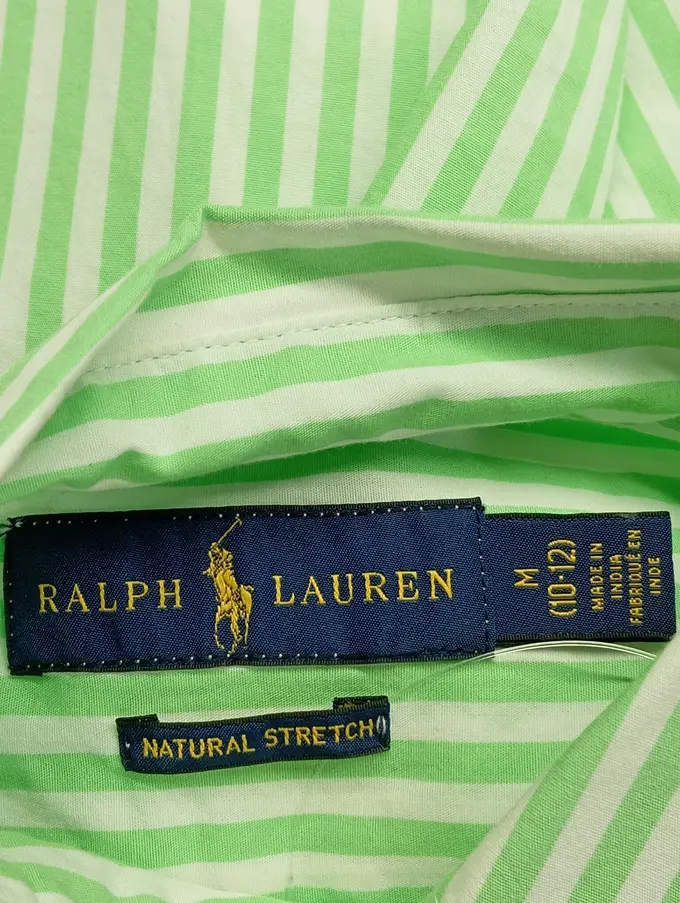 RALPH LAUREN
M
(10-12)
MADE IN
INDIA
FABRIQUÉ EN
INDE
NATURAL STRETCH